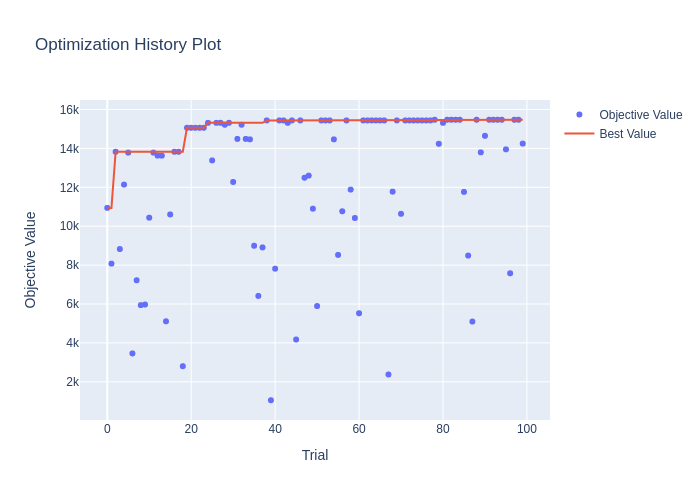 Optimization History Plot
16k
14k
12k
10k
8k
6k
4k
2k
0
20
40
60
80
100
Trial
Objective Value
Objective Value
Best Value